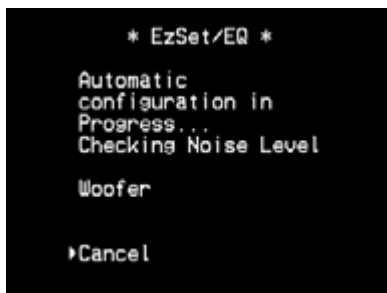 * EzSet/EQ *
Automatic
configuration in
Progress...
Checking Noise Level
Woofer
Cancel